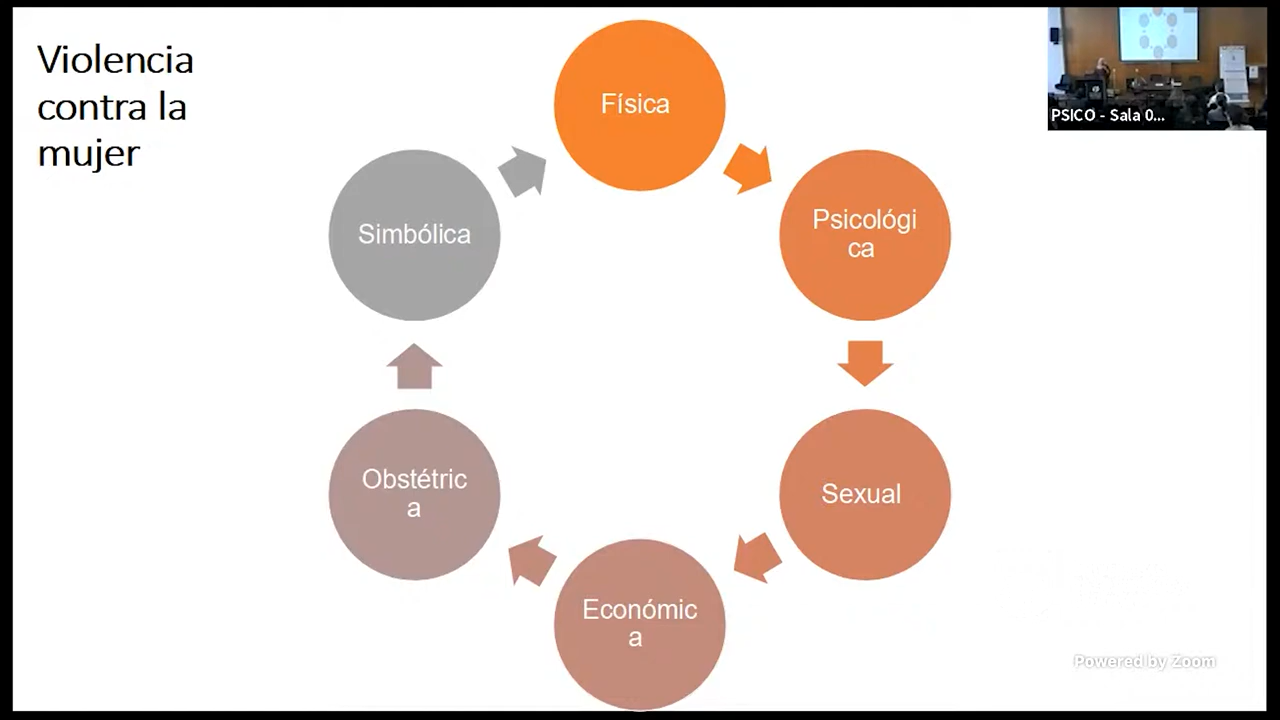 Violencia
contra la
mujer
Física
Psicológi
ca
Sexual
Económic
a
Obstétric
a
Simbólica
PSICO - Sala 0...
Powered by Zoom